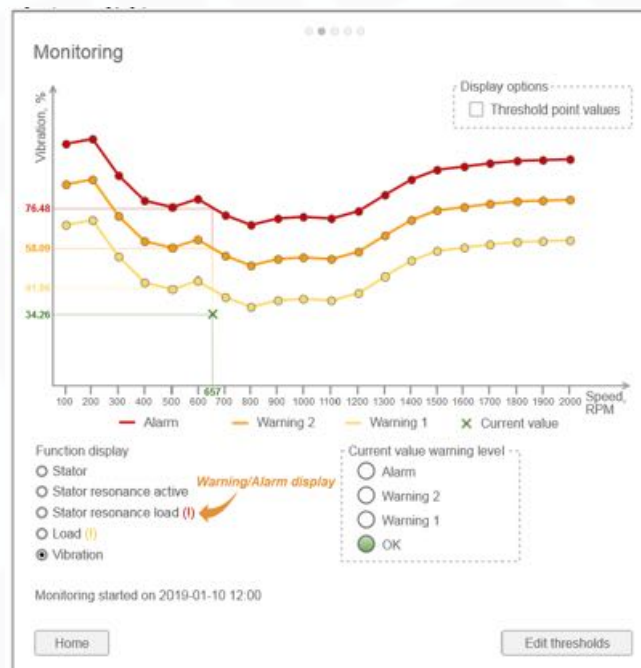 Monitoring
Display options
Threshold point values
Vibration, %
76.48
58.09
34.26
657
100 200 300 400 500 600 700 800 900 1000 1100 1200 1300 1400 1500 1600 1700 1800 1900 2000
Speed, RPM
Alarm Warning 2 Warning 1 Current value
Function display
Stator
Stator resonance active
Stator resonance load (!)
Load (!)
Vibration
Warning/Alarm display
Current value warning level
Alarm
Warning 2
Warning 1
OK
Monitoring started on 2019-01-10 12:00
Home
Edit thresholds